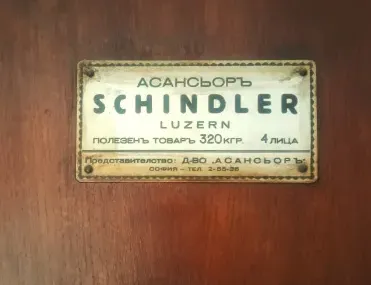 АСАНСЬОРЪ
SCHINDLER
LUZERN
ПОЛЕЗЕНЪ ТОВАРЪ 320 КГР. 4 ЛИЦА
Представителство: Д-ВО „АСАНСЬОРЪ"
СОФИЯ – ТЕЛ. 2-55-36